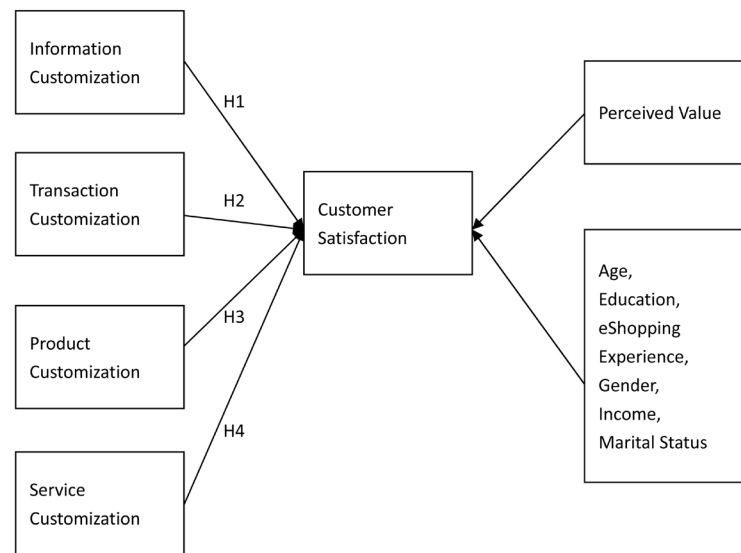 Information
Customization
H1
Transaction
Customization
H2
Product
Customization
H3
Service
Customization
H4
Customer
Satisfaction
Perceived Value
Age,
Education,
eShopping
Experience,
Gender,
Income,
Marital Status